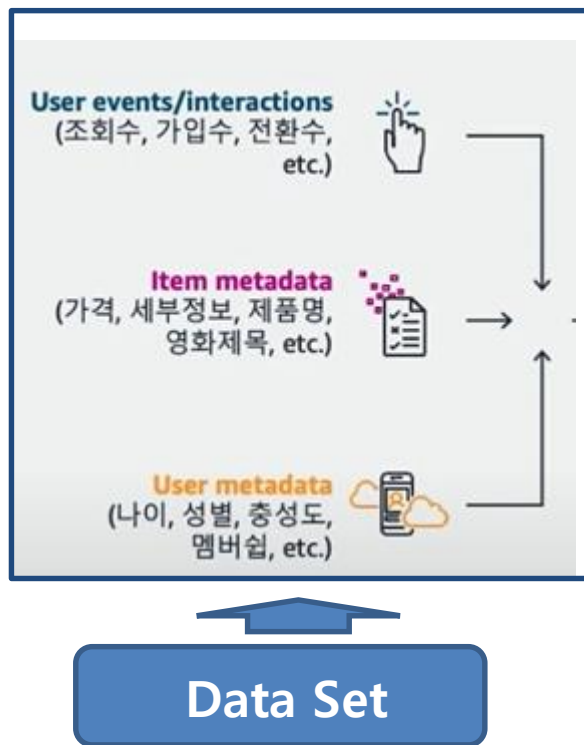 User events/interactions
(조회수, 가입수, 전환수,
etc.)
Item metadata
(가격, 세부정보, 제품명,
영화제목, etc.)
User metadata
(나이, 성별, 충성도,
멤버쉽, etc.)
Data Set